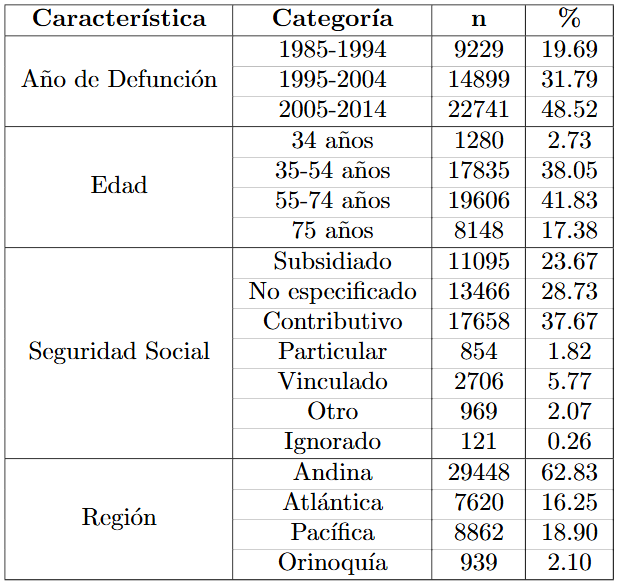 Característica Categoría n %
Año de Defunción
1985-1994 9229 19.69
1995-2004 14899 31.79
2005-2014 22741 48.52
Edad
34 años 1280 2.73
35-54 años 17835 38.05
55-74 años 19606 41.83
75 años 8148 17.38
Seguridad Social
Subsidiado 11095 23.67
No especificado 13466 28.73
Contributivo 17658 37.67
Particular 854 1.82
Vinculado 2706 5.77
Otro 969 2.07
Ignorado 121 0.26
Región
Andina 29448 62.83
Atlántica 7620 16.25
Pacífica 8862 18.90
Orinoquía 939 2.10